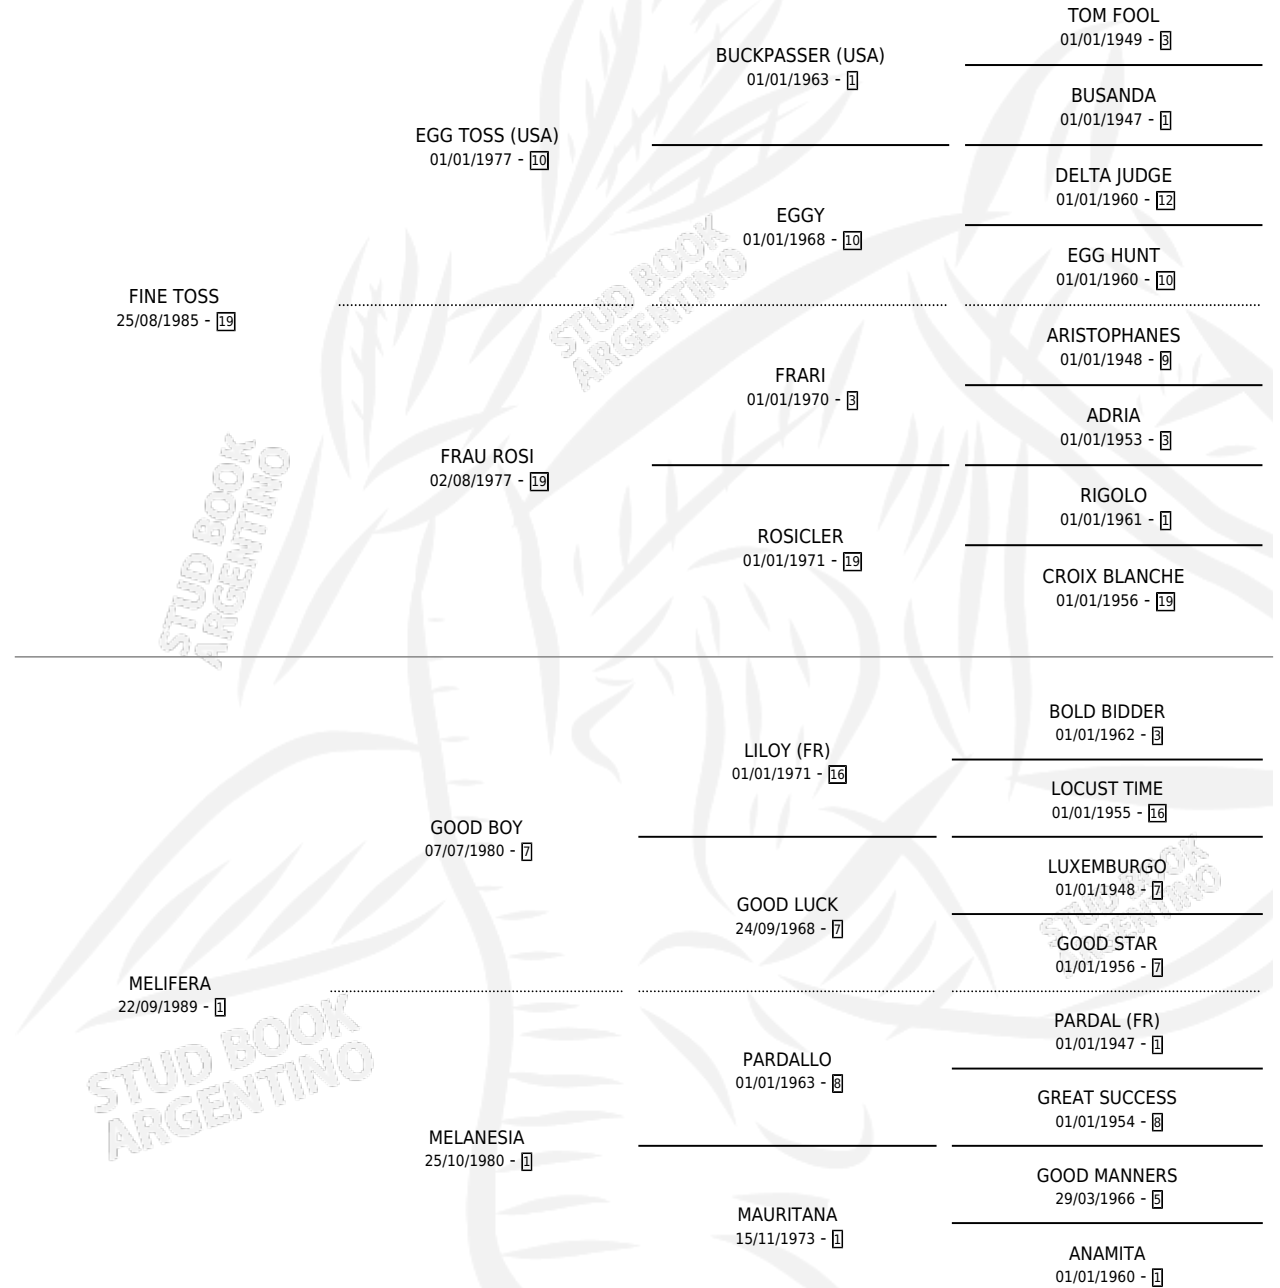 TOM FOOL
01/01/1949 - 3
BUCKPASSER (USA)
01/01/1963 - 1
BUSANDA
01/01/1947 - 1
EGG TOSS (USA)
01/01/1977 - 10
DELTA JUDGE
01/01/1960 - 12
EGGY
01/01/1968 - 10
EGG HUNT
01/01/1960 - 10
FINE TOSS
25/08/1985 - 19
ARISTOPHANES
01/01/1948 - 9
FRARI
01/01/1970 - 3
ADRIA
01/01/1953 - 3
FRAU ROSI
02/08/1977 - 19
RIGOLO
01/01/1961 - 1
ROSICLER
01/01/1971 - 19
CROIX BLANCHE
01/01/1956 - 19
BOLD BIDDER
01/01/1962 - 3
LILOY (FR)
01/01/1971 - 16
LOCUST TIME
01/01/1955 - 16
GOOD BOY
07/07/1980 - 7
LUXEMBURGO
01/01/1948 - 7
GOOD LUCK
24/09/1968 - 7
GOOD STAR
01/01/1956 - 7
MELIFERA
22/09/1989 - 1
PARDAL (FR)
01/01/1947 - 1
PARDALLO
01/01/1963 - 8
GREAT SUCCESS
01/01/1954 - 8
MELANESIA
25/10/1980 - 1
GOOD MANNERS
29/03/1966 - 5
MAURITANA
15/11/1973 - 1
ANAMITA
01/01/1960 - 1
STUD BOOK
ARGENTINO
STUD BOOK
ARGENTINO
STUD BOOK
ARGENTINO
STUD BOOK
ARGENTINO